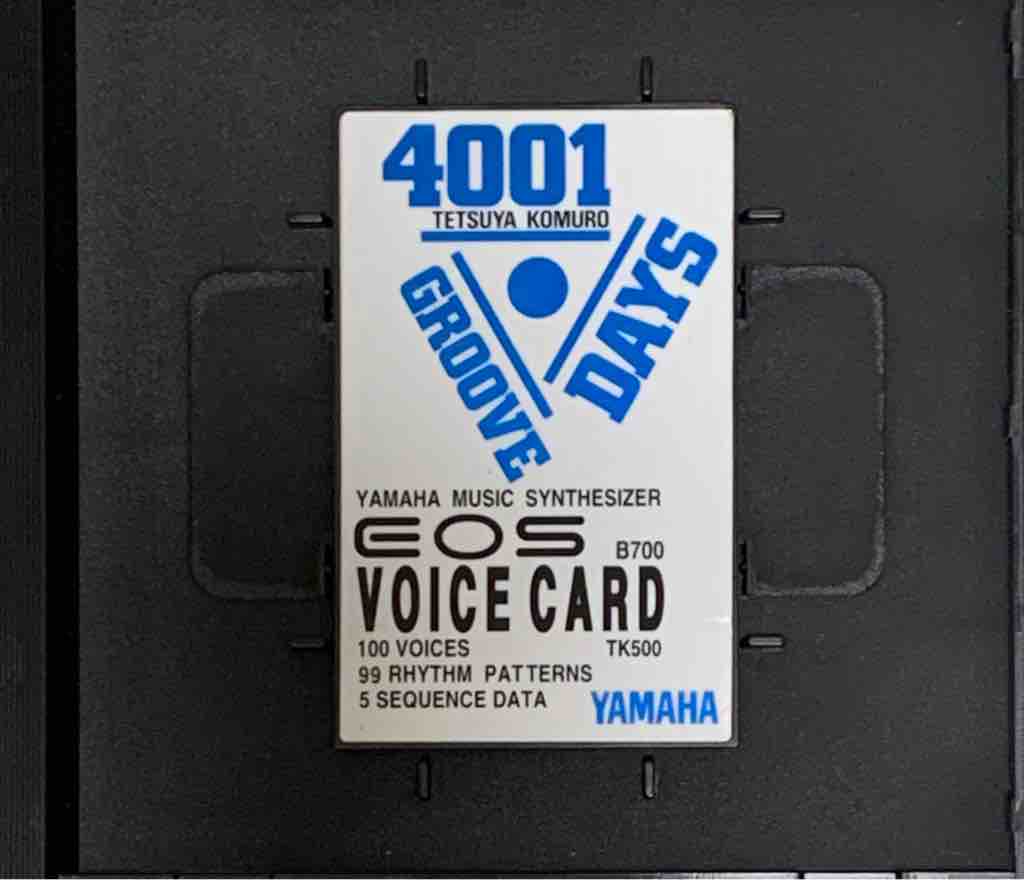 4001
TETSUYA KOMURO
GROOVE
DAYS
YAMAHA MUSIC SYNTHESIZER
EOS B700
VOICE CARD
100 VOICES TK500
99 RHYTHM PATTERNS
5 SEQUENCE DATA
YAMAHA